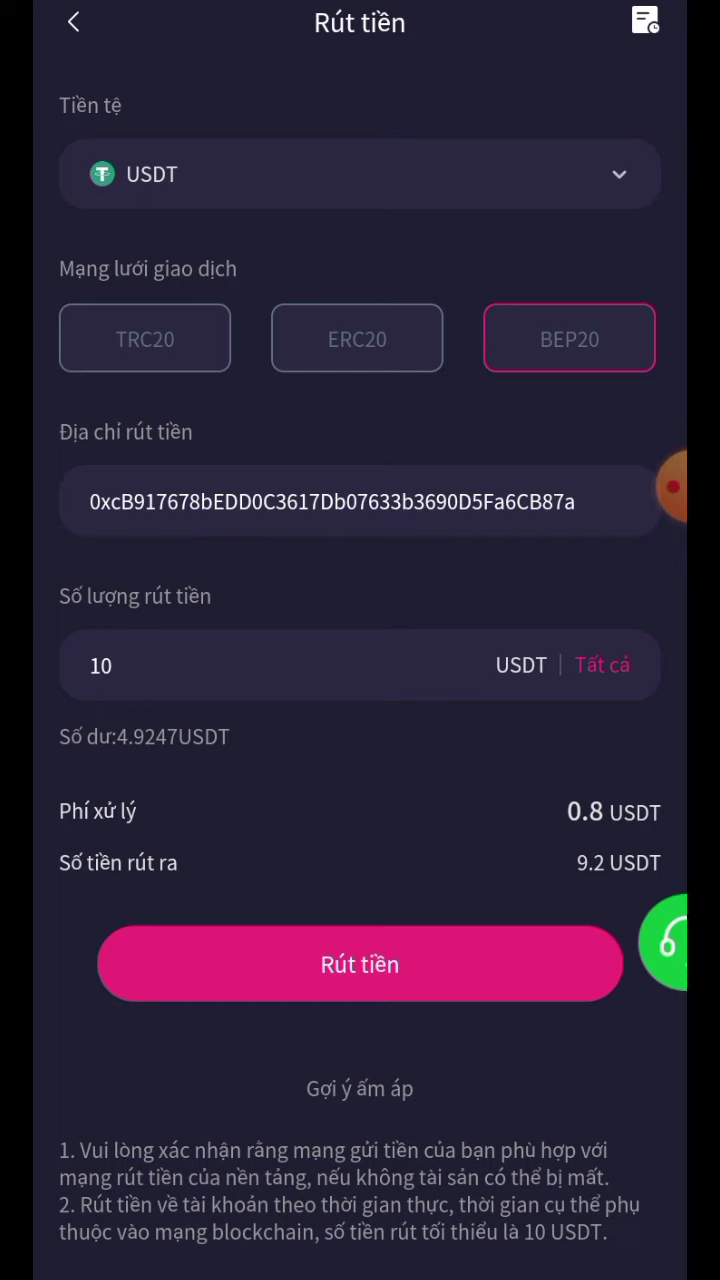 Rút tiền
Tiền tệ
USDT
Mạng lưới giao dịch
TRC20 ERC20 BEP20
Địa chỉ rút tiền
0xcB917678bEDD0C3617Db07633b3690D5Fa6CB87a
Số lượng rút tiền
10 USDT Tất cả
Số dư:4.9247USDT
Phí xử lý 0.8 USDT
Số tiền rút ra 9.2 USDT
Rút tiền
Gợi ý ấm áp
1. Vui lòng xác nhận rằng mạng gửi tiền của bạn phù hợp với
mạng rút tiền của nền tảng, nếu không tài sản có thể bị mất.
2. Rút tiền về tài khoản theo thời gian thực, thời gian cụ thể phụ
thuộc vào mạng blockchain, số tiền rút tối thiểu là 10 USDT.